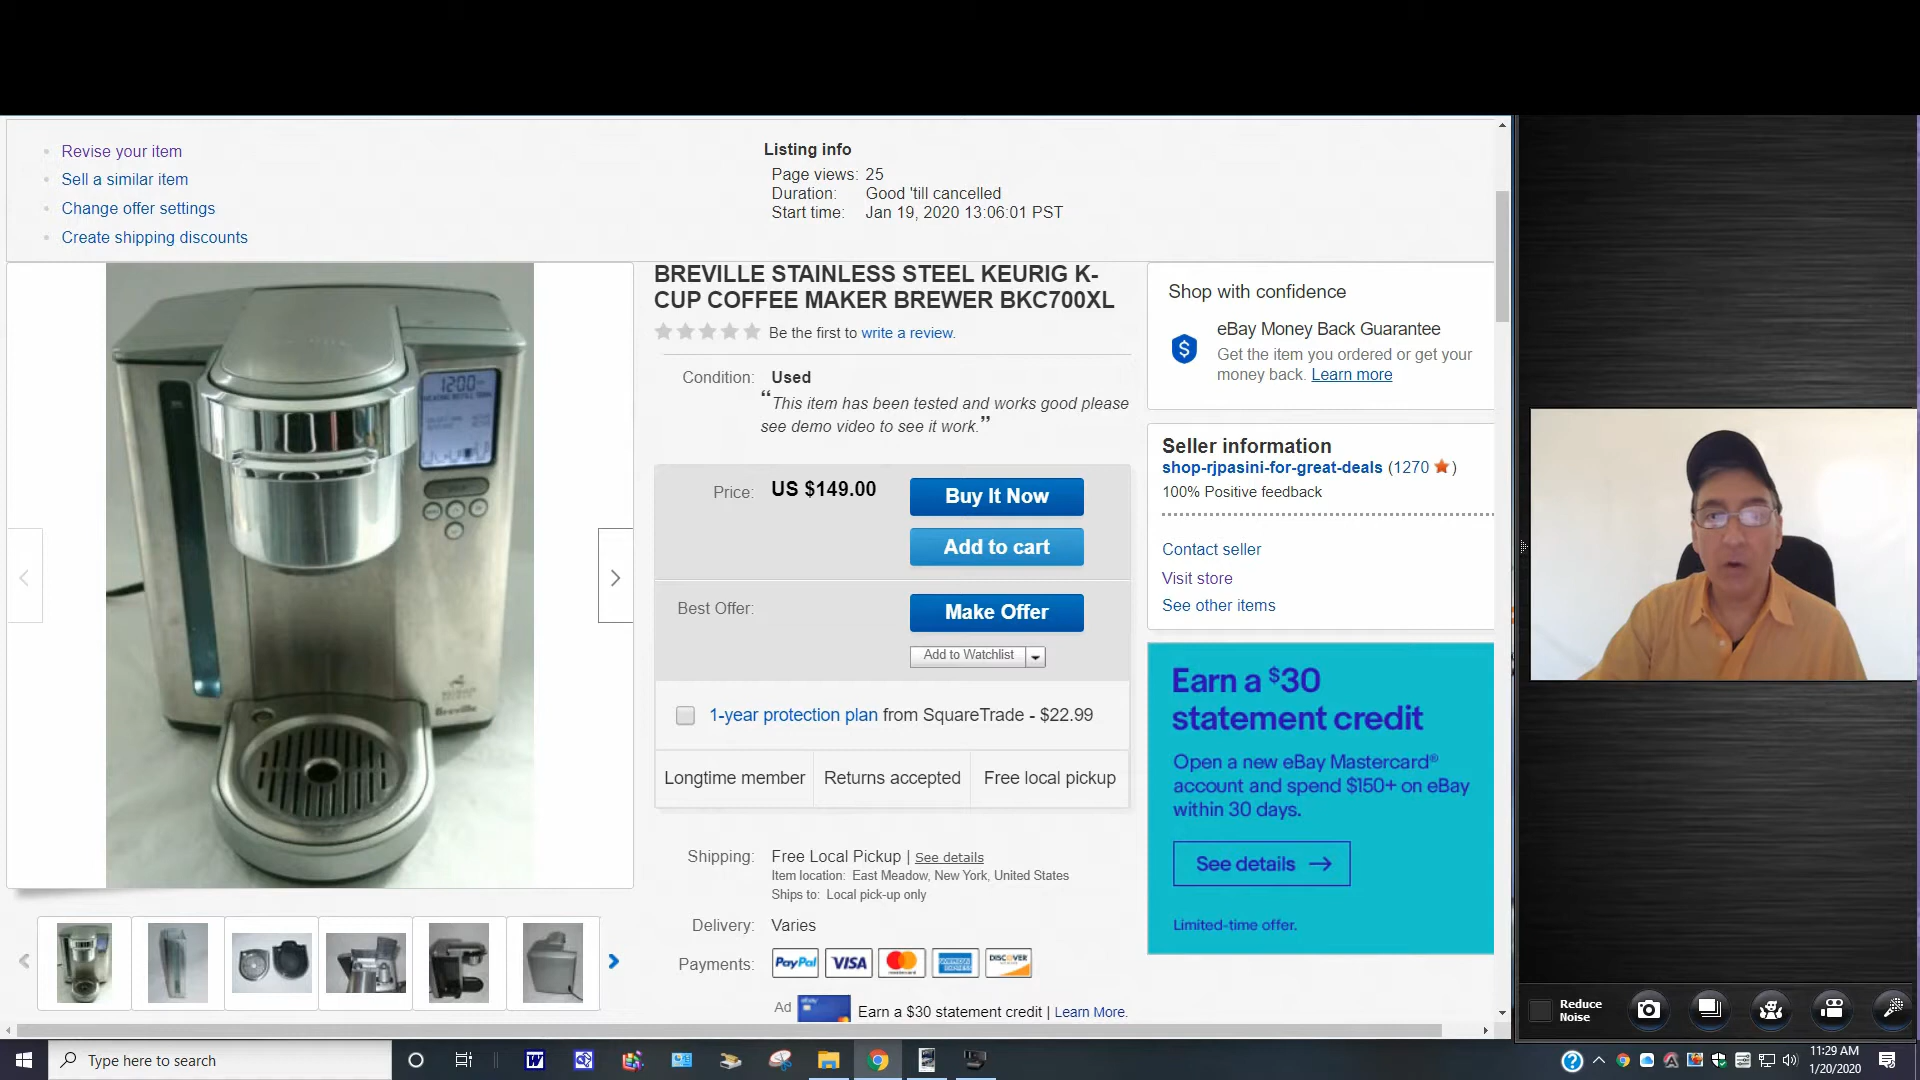 Revise your item
Sell a similar item
Change offer settings
Create shipping discounts
Listing info
Page views: 25
Duration: Good 'till cancelled
Start time: Jan 19, 2020 13:06:01 PST
BREVILLE STAINLESS STEEL KEURIG K-
CUP COFFEE MAKER BREWER BKC700XL
Be the first to write a review.
Condition: Used
“This item has been tested and works good please
see demo video to see it work.”
Price: US $149.00
Buy It Now
Add to cart
Best Offer:
Make Offer
Add to Watchlist
1-year protection plan from SquareTrade - $22.99
Longtime member Returns accepted Free local pickup
Shipping: Free Local Pickup | See details
Item location: East Meadow, New York, United States
Ships to: Local pick-up only
Delivery: Varies
Payments: PayPal VISA MasterCard AMERICAN EXPRESS DISCOVER
Ad ebay Earn a $30 statement credit | Learn More.
Shop with confidence
eBay Money Back Guarantee
Get the item you ordered or get your
money back. Learn more
Seller information
shop-rjpasini-for-great-deals (1270 )
100% Positive feedback
Contact seller
Visit store
See other items
Earn a $30
statement credit
Open a new eBay Mastercard®
account and spend $150+ on eBay
within 30 days.
See details →
Limited-time offer.
1200
Breville
Reduce
Noise
Type here to search
11:29 AM
1/20/2020